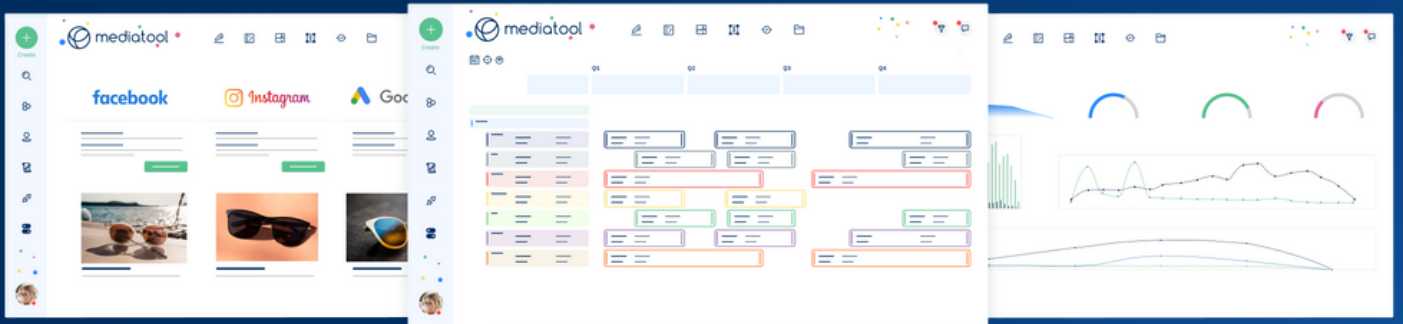 mediatool
Create
facebook
Instagram
Goo
mediatool
Create
Q1
Q2
Q3
Q4